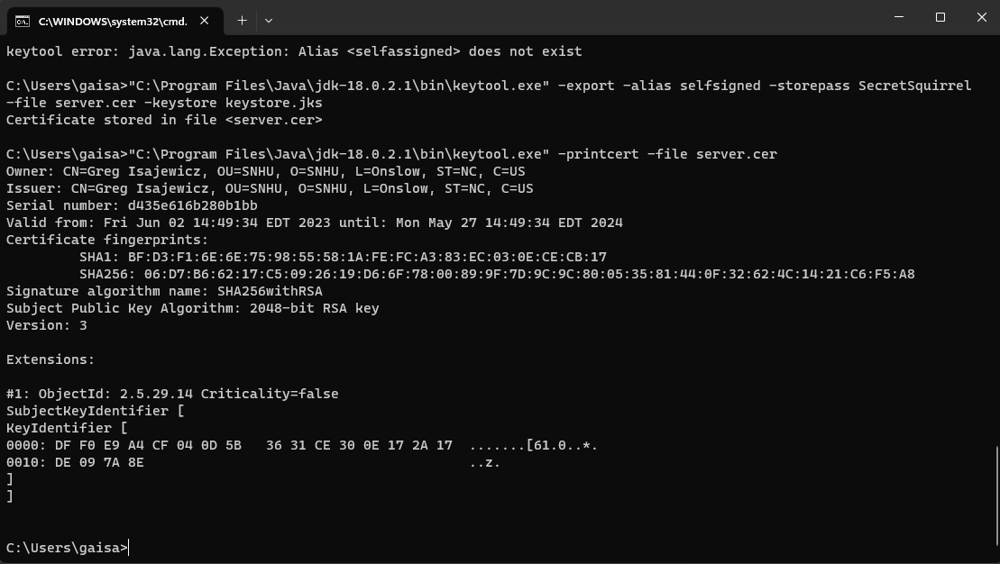 C:\WINDOWS\system32\cmd.
keytool error: java.lang.Exception: Alias <selfassigned> does not exist
C:\Users\gaisa>"C:\Program Files\Java\jdk-18.0.2.1\bin\keytool.exe" -export -alias selfsigned -storepass SecretSquirrel
-file server.cer -keystore keystore.jks
Certificate stored in file <server.cer>
C:\Users\gaisa>"C:\Program Files\Java\jdk-18.0.2.1\bin\keytool.exe" -printcert -file server.cer
Owner: CN=Greg Isajewicz, OU=SNHU, O=SNHU, L=Onslow, ST=NC, C=US
Issuer: CN=Greg Isajewicz, OU=SNHU, O=SNHU, L=Onslow, ST=NC, C=US
Serial number: d435e616b280b1bb
Valid from: Fri Jun 02 14:49:34 EDT 2023 until: Mon May 27 14:49:34 EDT 2024
Certificate fingerprints:
         SHA1: BF:D3:F1:6E:6E:75:98:55:58:1A:FE:FC:A3:83:EC:03:0E:CE:CB:17
         SHA256: 06:D7:B6:62:17:C5:09:26:19:D6:6F:78:00:89:9F:7D:9C:9C:80:05:35:81:44:0F:32:62:4C:14:21:C6:F5:A8
Signature algorithm name: SHA256withRSA
Subject Public Key Algorithm: 2048-bit RSA key
Version: 3
Extensions:
#1: ObjectId: 2.5.29.14 Criticality=false
SubjectKeyIdentifier [
KeyIdentifier [
0000: DF F0 E9 A4 CF 04 0D 5B   36 31 CE 30 0E 17 2A 17  .......[61.0..*.
0010: DE 09 7A 8E                                        ..z.
]
]
C:\Users\gaisa>